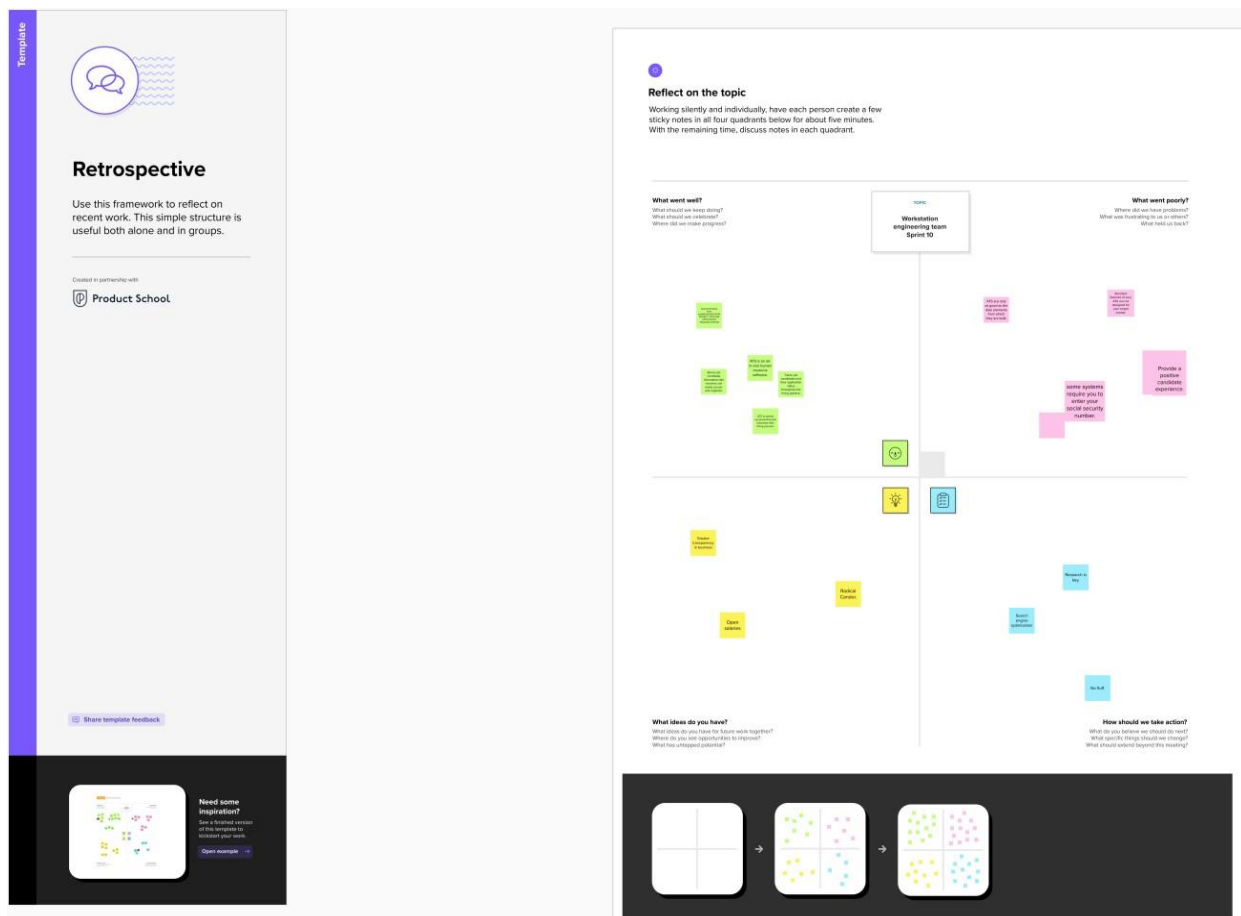 Template
Retrospective
Use this framework to reflect on
recent work. This simple structure is
useful both alone and in groups.
Created in partnership with
Product School
Share template feedback
Need some
inspiration?
See a finished version
of this template to
kickstart your work.
Open example →
Reflect on the topic
Working silently and individually, have each person create a few
sticky notes in all four quadrants below for about five minutes.
With the remaining time, discuss notes in each quadrant.
What went well?
What should we keep doing?
What should we celebrate?
Where did we make progress?
TOPIC
Workstation
engineering team
Sprint 10
What went poorly?
Where did we have problems?
What was frustrating to us or others?
What held us back?
Provide a
positive
candidate
experience
some systems
require you to
enter your
social security
number.
Greater
transparency
in business
Radical
Candor
Open
salaries
Research is
key
Search
engine
optimization
No fluff
What ideas do you have?
What ideas do you have for future work together?
Where do you see opportunities to improve?
What has untapped potential?
How should we take action?
What do you believe we should do next?
What specific things should we change?
What should extend beyond this meeting?